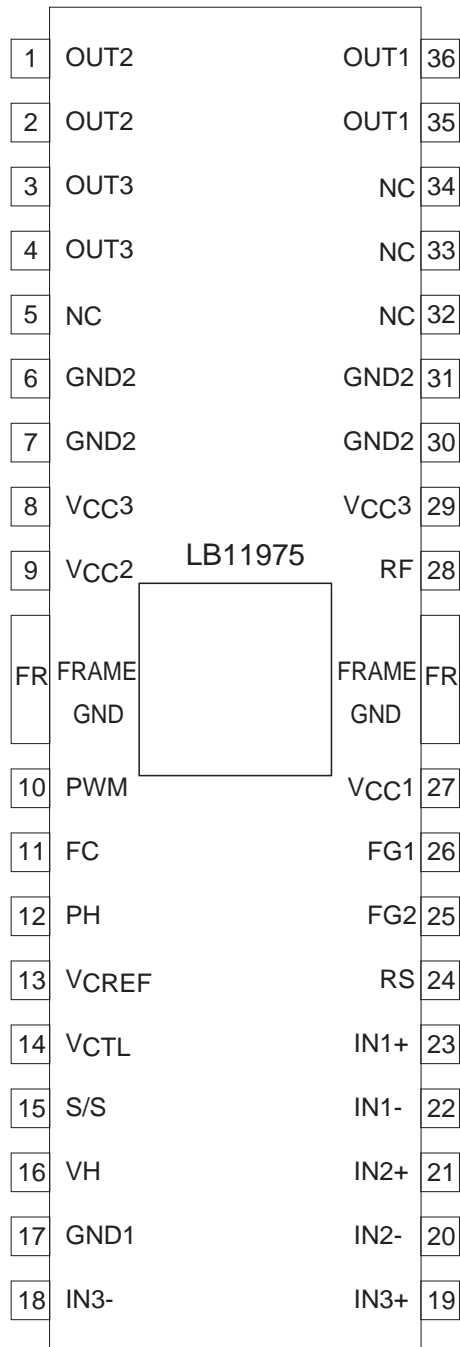 1 OUT2 OUT1 36
2 OUT2 OUT1 35
3 OUT3 NC 34
4 OUT3 NC 33
5 NC NC 32
6 GND2 GND2 31
7 GND2 GND2 30
8 VCC3 VCC3 29
9 VCC2 LB11975 RF 28
FR FRAME FRAME FR
GND GND
10 PWM VCC1 27
11 FC FG1 26
12 PH FG2 25
13 VCREF RS 24
14 VCTL IN1+ 23
15 S/S IN1- 22
16 VH IN2+ 21
17 GND1 IN2- 20
18 IN3- IN3+ 19